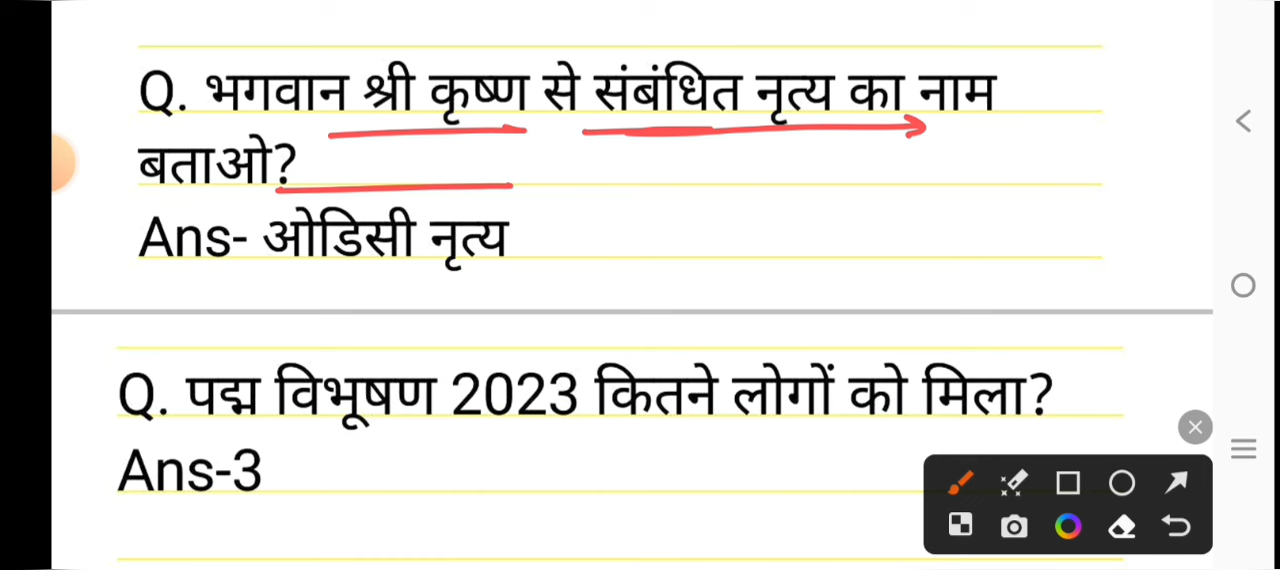 Q. भगवान श्री कृष्ण से संबंधित नृत्य का नाम
बताओ?
Ans- ओडिसी नृत्य
Q. पद्म विभूषण 2023 कितने लोगों को मिला?
Ans-3